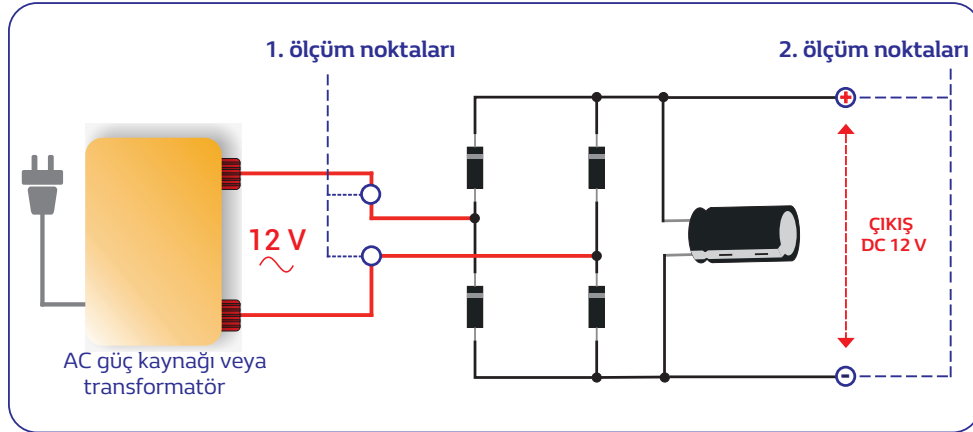 1. ölçüm noktaları
2. ölçüm noktaları
+
12 V
ÇIKIŞ
DC 12 V
AC güç kaynağı veya
transformatör
-